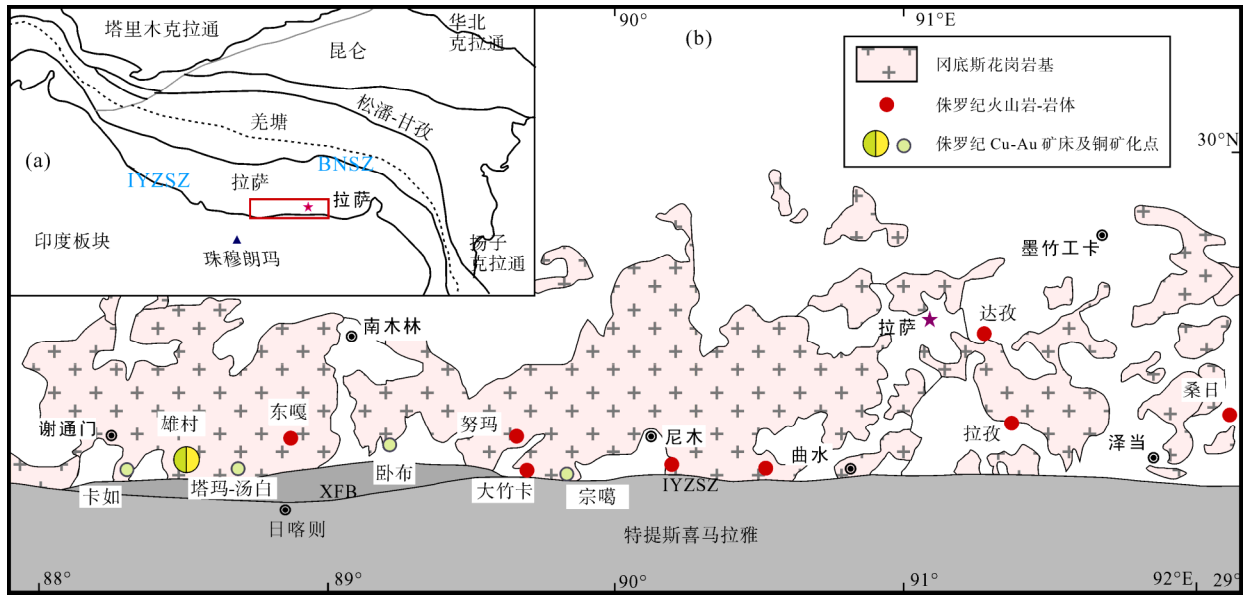 塔里木克拉通
华北
克拉通
昆仑
松潘-甘孜
羌塘
(a)
BNSZ
IYZSZ
拉萨
拉萨
印度板块
珠穆朗玛
扬子
克拉通
90°
91°E
(b)
冈底斯花岗岩基
侏罗纪火山岩-岩体
侏罗纪 Cu-Au 矿床及铜矿化点
30°N
墨竹工卡
南木林
拉萨
达孜
桑日
谢通门
雄村
东嘎
努玛
尼木
拉孜
泽当
曲水
卧布
卡如
塔玛-汤白
XFB
大竹卡
宗噶
IYZSZ
日喀则
特提斯喜马拉雅
88°
89°
90°
91°
92°E
29°